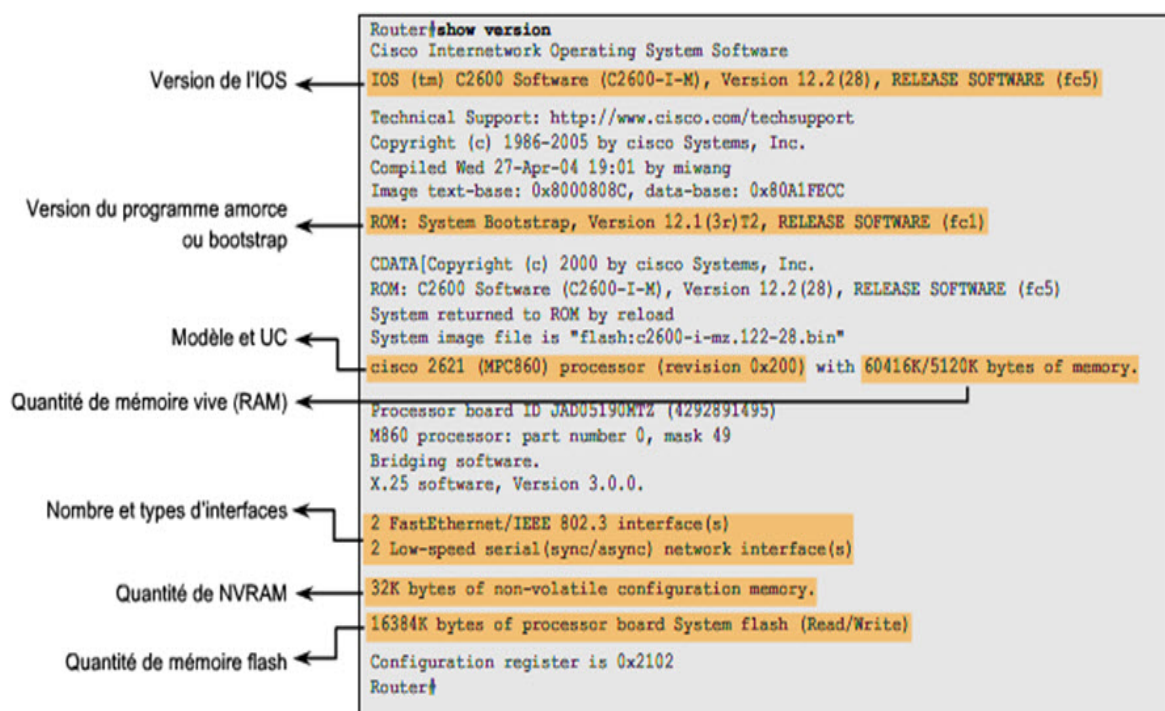 Router#show version
Cisco Internetwork Operating System Software
Version de l'IOS
IOS (tm) C2600 Software (C2600-I-M), Version 12.2(28), RELEASE SOFTWARE (fc5)
Technical Support: http://www.cisco.com/techsupport
Copyright (c) 1986-2005 by cisco Systems, Inc.
Compiled Wed 27-Apr-04 19:01 by miwang
Image text-base: 0x8000808C, data-base: 0x80A1FECC
Version du programme amorce
ou bootstrap
ROM: System Bootstrap, Version 12.1(3r)T2, RELEASE SOFTWARE (fc1)
CDATA[Copyright (c) 2000 by cisco Systems, Inc.
ROM: C2600 Software (C2600-I-M), Version 12.2(28), RELEASE SOFTWARE (fc5)
System returned to ROM by reload
System image file is "flash:c2600-i-mz.122-28.bin"
Modèle et UC
cisco 2621 (MPC860) processor (revision 0x200) with 60416K/5120K bytes of memory.
Quantité de mémoire vive (RAM)
Processor board ID JAD05190MTZ (4292891495)
M860 processor: part number 0, mask 49
Bridging software.
X.25 software, Version 3.0.0.
Nombre et types d'interfaces
2 FastEthernet/IEEE 802.3 interface(s)
2 Low-speed serial(sync/async) network interface(s)
Quantité de NVRAM
32K bytes of non-volatile configuration memory.
16384K bytes of processor board System flash (Read/Write)
Quantité de mémoire flash
Configuration register is 0x2102
Router#